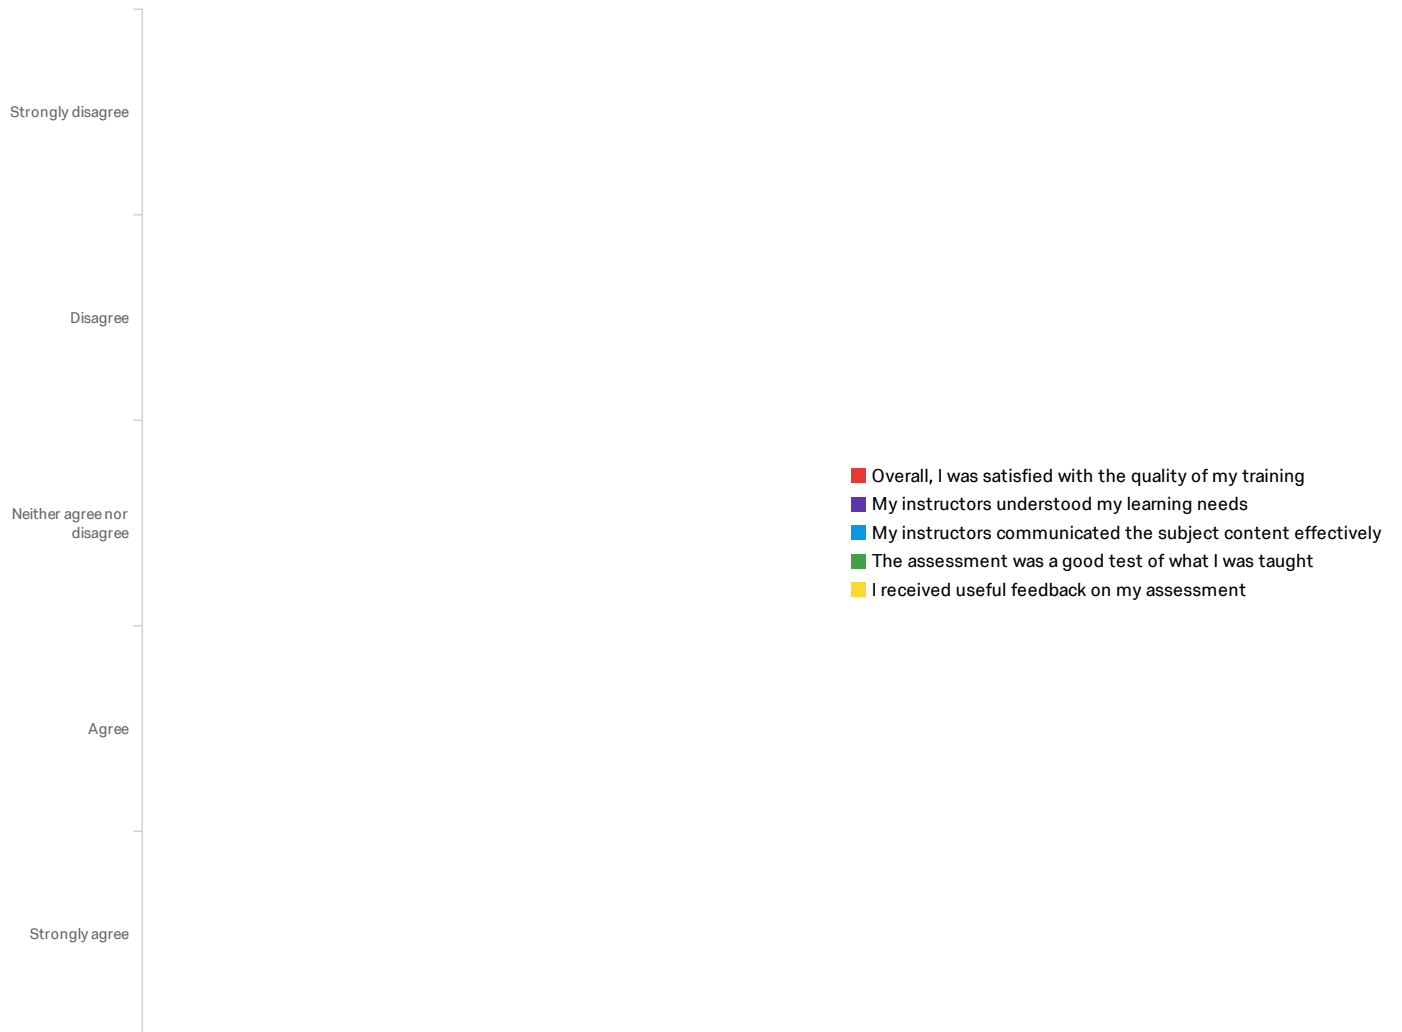 Strongly disagree
Disagree
Neither agree nor
disagree
Agree
Strongly agree
Overall, I was satisfied with the quality of my training
My instructors understood my learning needs
My instructors communicated the subject content effectively
The assessment was a good test of what I was taught
I received useful feedback on my assessment